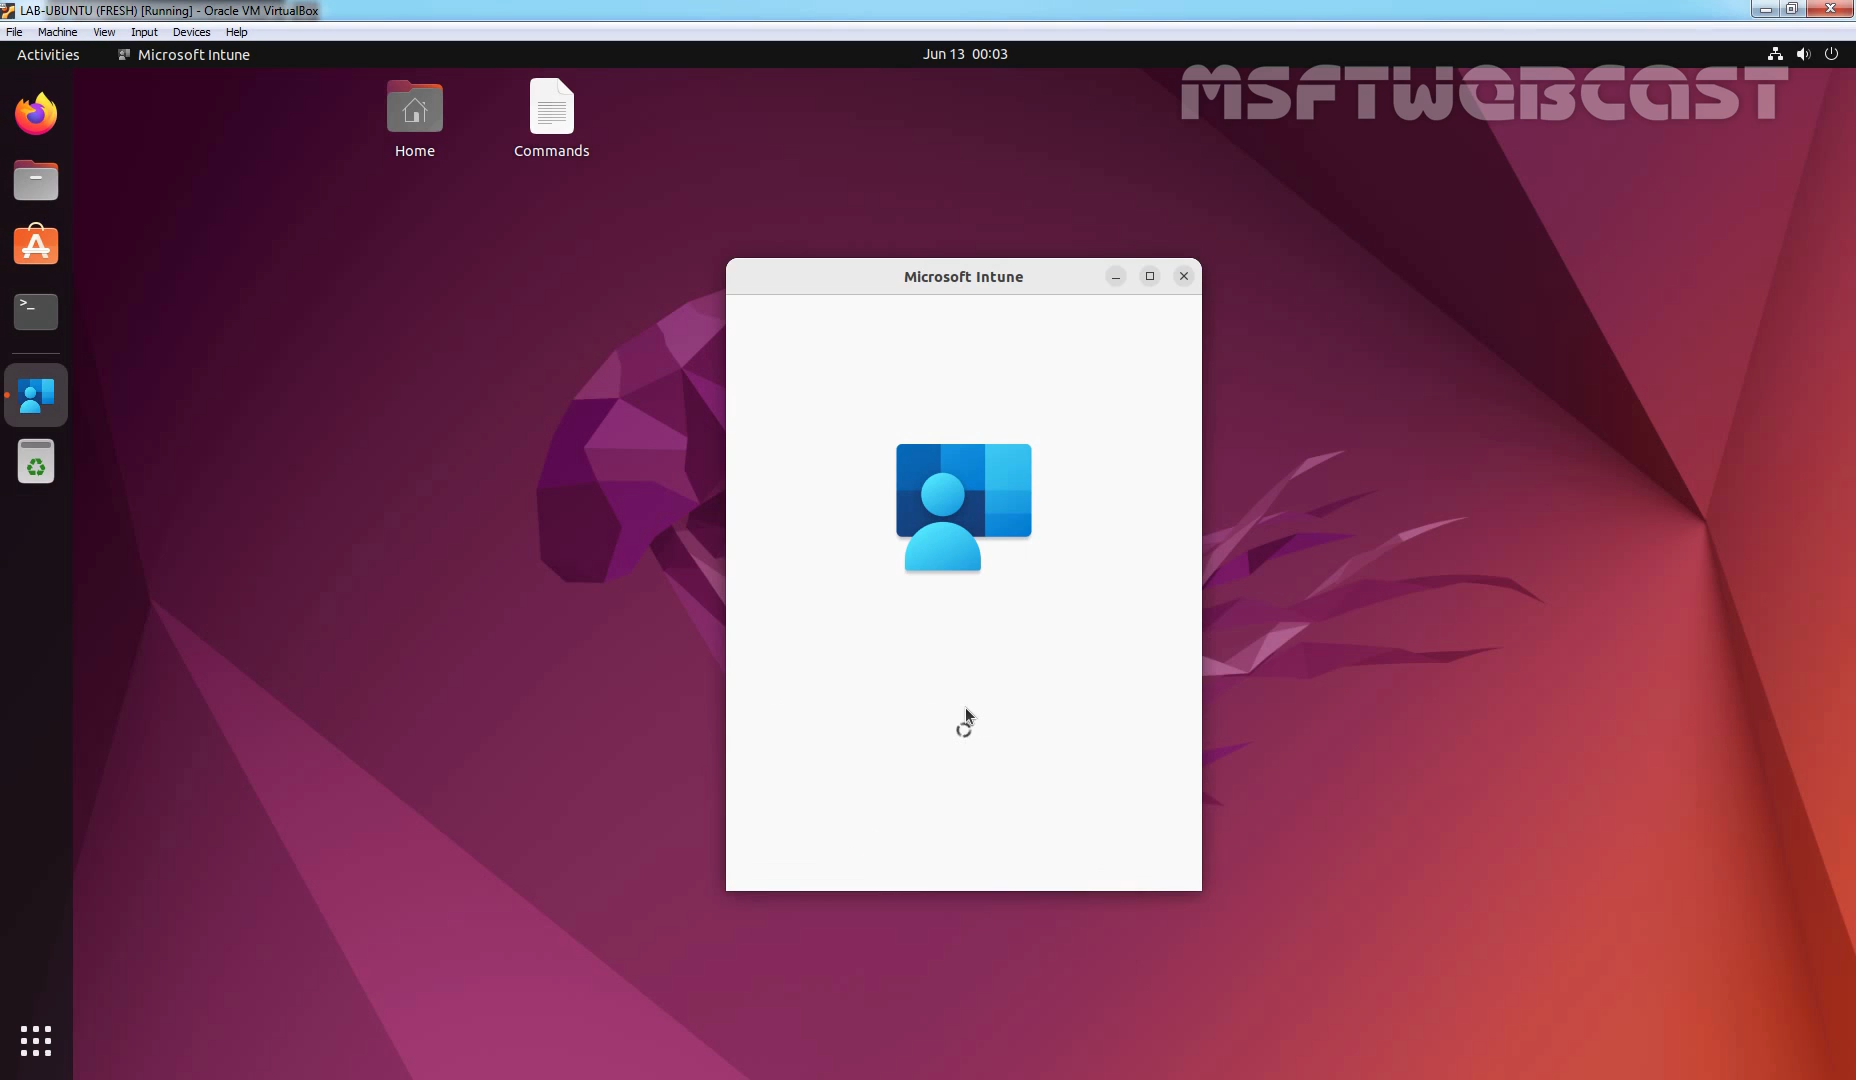 LAB-UBUNTU (FRESH) [Running] - Oracle VM VirtualBox
File Machine View Input Devices Help
Activities Microsoft Intune Jun 13 00:03
MSFTWEBCAST
Home Commands
Microsoft Intune